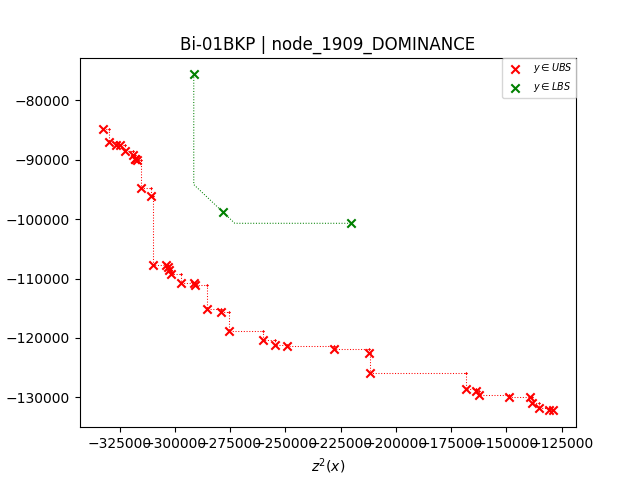 Bi-01BKP | node_1909_DOMINANCE
y ∈ UBS
y ∈ LBS
−80000
−90000
−100000
−110000
−120000
−130000
−325000 −300000 −275000 −250000 −225000 −200000 −175000 −150000 −125000
z²(x)